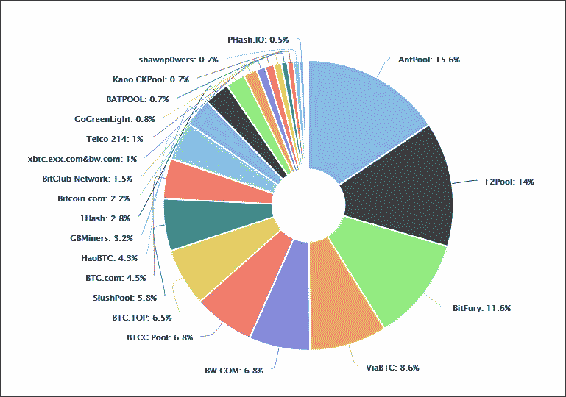 PHash.IO: 0.5%
AntPool: 15.6%
shawnp0wers: 0.7%
Kano CKPool: 0.7%
F2Pool: 14%
BATPOOL: 0.7%
GoGreenLight: 0.8%
Telco 214: 1%
xbtc.exx.com&bw.com: 1%
BitClub Network: 1.5%
Bitcoin.com: 2.2%
1Hash: 2.8%
GBMiners: 3.2%
HaoBTC: 4.3%
BTC.com: 4.5%
SlushPool: 5.8%
BitFury: 11.6%
BTC.TOP: 6.5%
BTCC Pool: 6.8%
BW.COM: 6.8%
ViaBTC: 8.6%